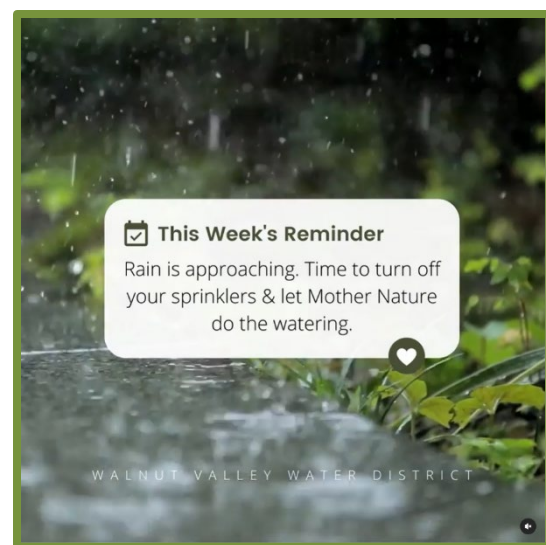 This Week's Reminder
Rain is approaching. Time to turn off
your sprinklers & let Mother Nature
do the watering.
WALNUT VALLEY WATER DISTRICT